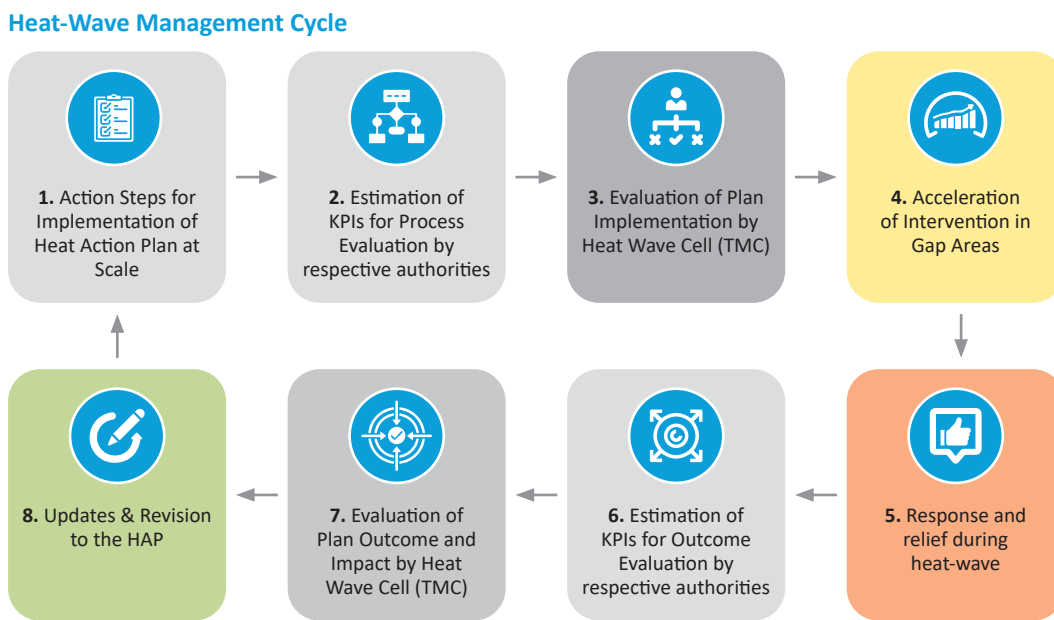 Heat-Wave Management Cycle
1. Action Steps for
Implementation of
Heat Action Plan at
Scale
2. Estimation of
KPIs for Process
Evaluation by
respective authorities
3. Evaluation of Plan
Implementation by
Heat Wave Cell (TMC)
4. Acceleration
of Intervention in
Gap Areas
5. Response and
relief during
heat-wave
6. Estimation of
KPIs for Outcome
Evaluation by
respective authorities
7. Evaluation of
Plan Outcome and
Impact by Heat
Wave Cell (TMC)
8. Updates & Revision
to the HAP